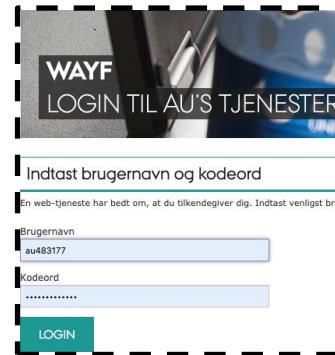 WAYF
LOGIN TIL AU'S TJENESTER
Indtast brugernavn og kodeord
En web-tjeneste har bedt om, at du tilkendegiver dig. Indtast venligst
Brugernavn
au483177
Kodeord
•••••••••••••
LOGIN